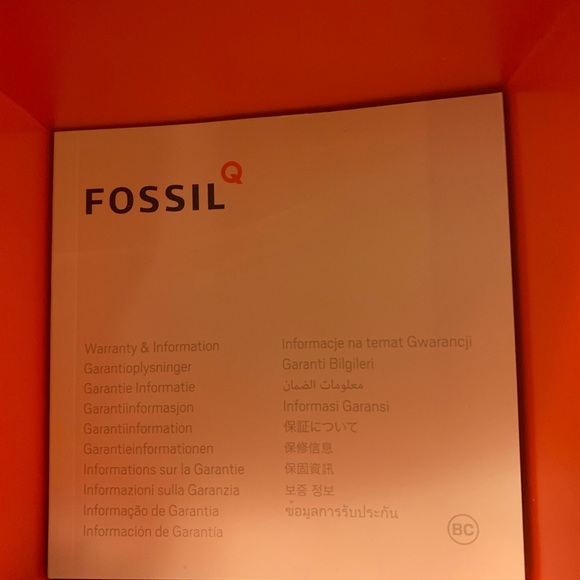 FOSSIL Q
Warranty & Information
Garantioplysninger
Garantie Informatie
Garantiinformasjon
Garantiinformation
Garantieinformationen
Informations sur la Garantie
Informazioni sulla Garanzia
Informação de Garantia
Información de Garantía
Informacje na temat Gwarancji
Garanti Bilgileri
معلومات الضمان
Informasi Garansi
保証について
保修信息
保固資訊
보증 정보
ข้อมูลการรับประกัน
BC